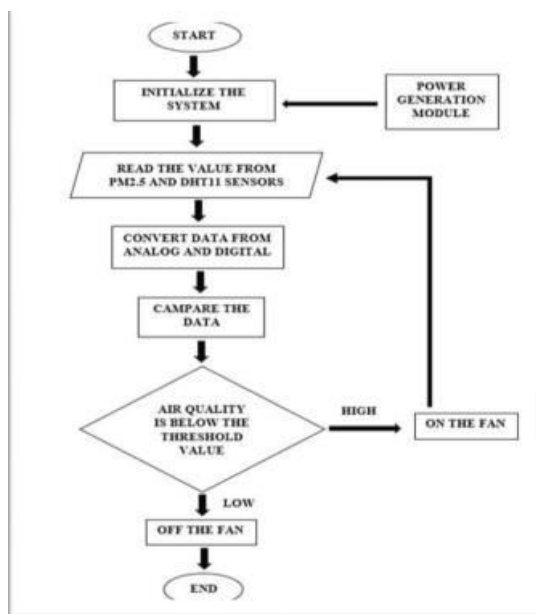 START
INITIALIZE THE
SYSTEM
POWER
GENERATION
MODULE
READ THE VALUE FROM
PM2.5 AND DHT11 SENSORS
CONVERT DATA FROM
ANALOG AND DIGITAL
CAMPARE THE
DATA
AIR QUALITY
IS BELOW THE
THRESHOLD
VALUE
HIGH
ON THE FAN
LOW
OFF THE FAN
END